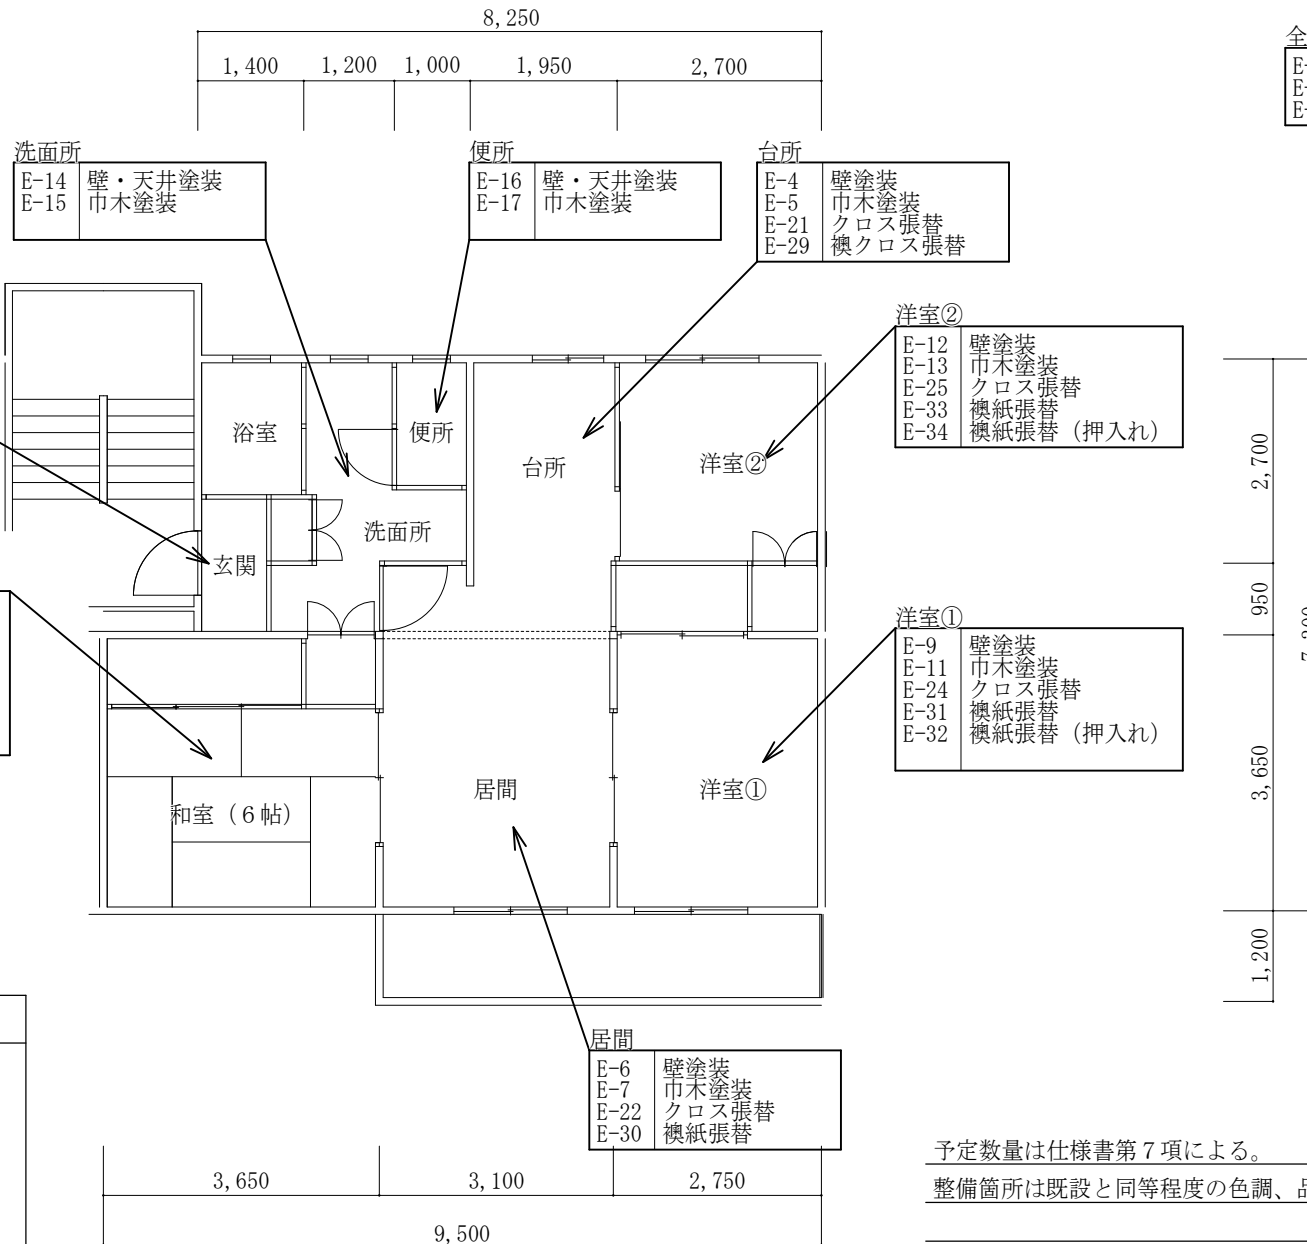 8,250
1,400 1,200 1,000 1,950 2,700
全
E-
E-
E-
洗面所
E-14 壁・天井塗装
E-15 巾木塗装
便所
E-16 壁・天井塗装
E-17 巾木塗装
台所
E-4 壁塗装
E-5 巾木塗装
E-21 クロス張替
E-29 襖クロス張替
洋室②
E-12 壁塗装
E-13 巾木塗装
E-25 クロス張替
E-33 襖紙張替
E-34 襖紙張替（押入れ）
浴室
便所
台所
洋室②
洗面所
玄関
2,700
950
3,650
1,200
洋室①
E-9 壁塗装
E-11 巾木塗装
E-24 クロス張替
E-31 襖紙張替
E-32 襖紙張替（押入れ）
和室（６帖）
居間
洋室①
居間
E-6 壁塗装
E-7 巾木塗装
E-22 クロス張替
E-30 襖紙張替
3,650 3,100 2,750
9,500
予定数量は仕様書第７項による。
整備箇所は既設と同等程度の色調、